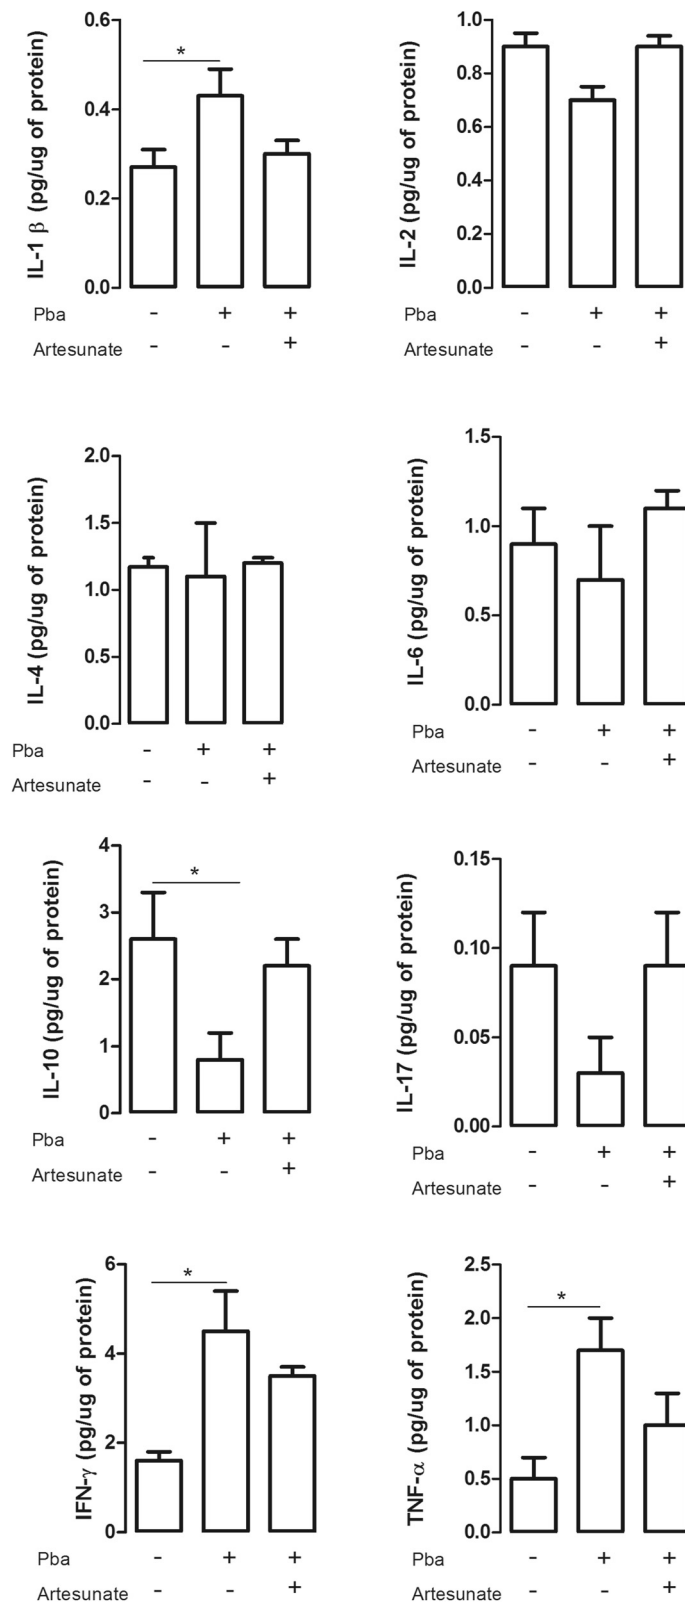 IL-1 β (pg/ug of protein)
0.6
0.4
0.2
0.0
*
Pba - + +
Artesunate - - +
IL-2 (pg/ug of protein)
1.0
0.8
0.6
0.4
0.2
0.0
Pba - + +
Artesunate - - +
IL-4 (pg/ug of protein)
2.0
1.5
1.0
0.5
0.0
Pba - + +
Artesunate - - +
IL-6 (pg/ug of protein)
1.5
1.0
0.5
0.0
Pba - + +
Artesunate - - +
IL-10 (pg/ug of protein)
4
3
2
1
0
*
Pba - + +
Artesunate - - +
IL-17 (pg/ug of protein)
0.15
0.10
0.05
0.00
Pba - + +
Artesunate - - +
IFN-γ (pg/ug of protein)
6
4
2
0
*
Pba - + +
Artesunate - - +
TNF-α (pg/ug of protein)
2.5
2.0
1.5
1.0
0.5
0.0
*
Pba - + +
Artesunate - - +